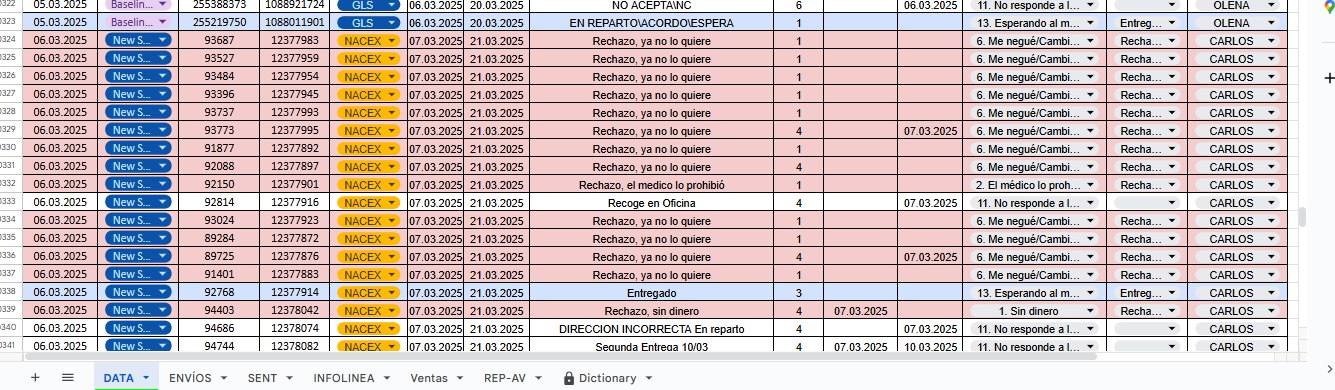 0322 05.03.2025 Baselin... 255388373 1088921724 GLS 06.03.2025 20.03.2025 NO ACEPTA\NC 6 06.03.2025 11. No responde a l... OLENA
0323 05.03.2025 Baselin... 255219750 1088011901 GLS 06.03.2025 20.03.2025 EN REPARTO\ACORDO\ESPERA 1 13. Esperando al m... Entreg... OLENA
0324 06.03.2025 New S... 93687 12377983 NACEX 07.03.2025 21.03.2025 Rechazo, ya no lo quiere 1 6. Me negué/Cambi... Recha... CARLOS
0325 06.03.2025 New S... 93527 12377959 NACEX 07.03.2025 21.03.2025 Rechazo, ya no lo quiere 1 6. Me negué/Cambi... Recha... CARLOS
0326 06.03.2025 New S... 93484 12377954 NACEX 07.03.2025 21.03.2025 Rechazo, ya no lo quiere 1 6. Me negué/Cambi... Recha... CARLOS
0327 06.03.2025 New S... 93396 12377945 NACEX 07.03.2025 21.03.2025 Rechazo, ya no lo quiere 1 6. Me negué/Cambi... Recha... CARLOS
0328 06.03.2025 New S... 93737 12377993 NACEX 07.03.2025 21.03.2025 Rechazo, ya no lo quiere 1 6. Me negué/Cambi... Recha... CARLOS
0329 06.03.2025 New S... 93773 12377995 NACEX 07.03.2025 21.03.2025 Rechazo, ya no lo quiere 4 07.03.2025 6. Me negué/Cambi... Recha... CARLOS
0330 06.03.2025 New S... 91877 12377892 NACEX 07.03.2025 21.03.2025 Rechazo, ya no lo quiere 1 6. Me negué/Cambi... Recha... CARLOS
0331 06.03.2025 New S... 92088 12377897 NACEX 07.03.2025 21.03.2025 Rechazo, ya no lo quiere 4 6. Me negué/Cambi... Recha... CARLOS
0332 06.03.2025 New S... 92150 12377901 NACEX 07.03.2025 21.03.2025 Rechazo, el medico lo prohibió 1 2. El médico lo proh... Recha... CARLOS
0333 06.03.2025 New S... 92814 12377916 NACEX 07.03.2025 21.03.2025 Recoge en Oficina 4 07.03.2025 11. No responde a l... CARLOS
0334 06.03.2025 New S... 93024 12377923 NACEX 07.03.2025 21.03.2025 Rechazo, ya no lo quiere 1 6. Me negué/Cambi... Recha... CARLOS
0335 06.03.2025 New S... 89284 12377872 NACEX 07.03.2025 21.03.2025 Rechazo, ya no lo quiere 1 6. Me negué/Cambi... Recha... CARLOS
0336 06.03.2025 New S... 89725 12377876 NACEX 07.03.2025 21.03.2025 Rechazo, ya no lo quiere 4 07.03.2025 6. Me negué/Cambi... Recha... CARLOS
0337 06.03.2025 New S... 91401 12377883 NACEX 07.03.2025 21.03.2025 Rechazo, ya no lo quiere 1 6. Me negué/Cambi... Recha... CARLOS
0338 06.03.2025 New S... 92768 12377914 NACEX 07.03.2025 21.03.2025 Entregado 3 13. Esperando al m... Entreg... CARLOS
0339 06.03.2025 New S... 94403 12378042 NACEX 07.03.2025 21.03.2025 Rechazo, sin dinero 4 07.03.2025 1. Sin dinero Recha... CARLOS
0340 06.03.2025 New S... 94686 12378074 NACEX 07.03.2025 21.03.2025 DIRECCION INCORRECTA En reparto 4 07.03.2025 11. No responde a l... CARLOS
0341 06.03.2025 New S... 94744 12378082 NACEX 07.03.2025 21.03.2025 Segunda Entrega 10/03 4 07.03.2025 10.03.2025 11. No responde a l... CARLOS
DATA ENVÍOS SENT INFOLINEA Ventas REP-AV Dictionary